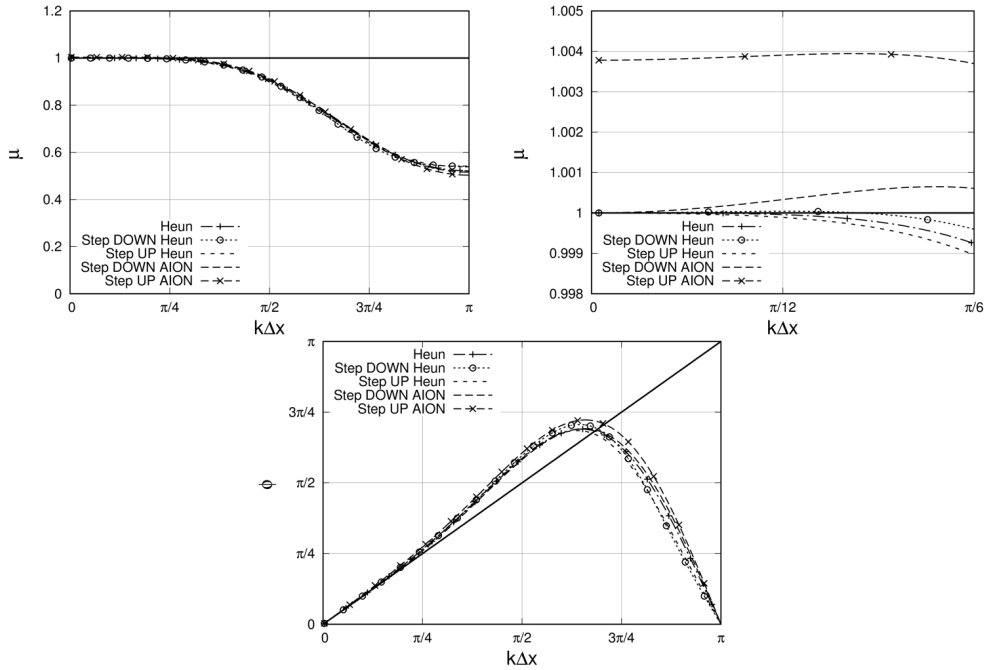 1.2
1
0.8
0.6
0.4
0.2
0
μ
Heun
Step DOWN Heun
Step UP Heun
Step DOWN AION
Step UP AION
0
π/4
π/2
3π/4
π
kΔx
1.005
1.004
1.003
1.002
1.001
1
0.999
0.998
μ
Heun
Step DOWN Heun
Step UP Heun
Step DOWN AION
Step UP AION
0
π/12
π/6
kΔx
π
3π/4
π/2
π/4
0
ϕ
Heun
Step DOWN Heun
Step UP Heun
Step DOWN AION
Step UP AION
0
π/4
π/2
3π/4
π
kΔx